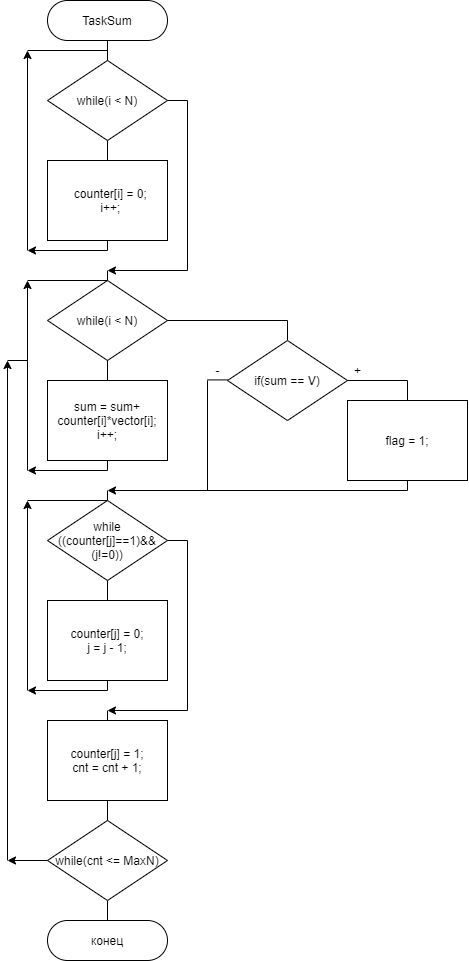 TaskSum
while(i < N)
counter[i] = 0;
i++;
while(i < N)
-
if(sum == V)
+
sum = sum+
counter[i]*vector[i];
i++;
flag = 1;
while
((counter[j]==1)&&
(j!=0))
counter[j] = 0;
j = j - 1;
counter[j] = 1;
cnt = cnt + 1;
while(cnt <= MaxN)
конец